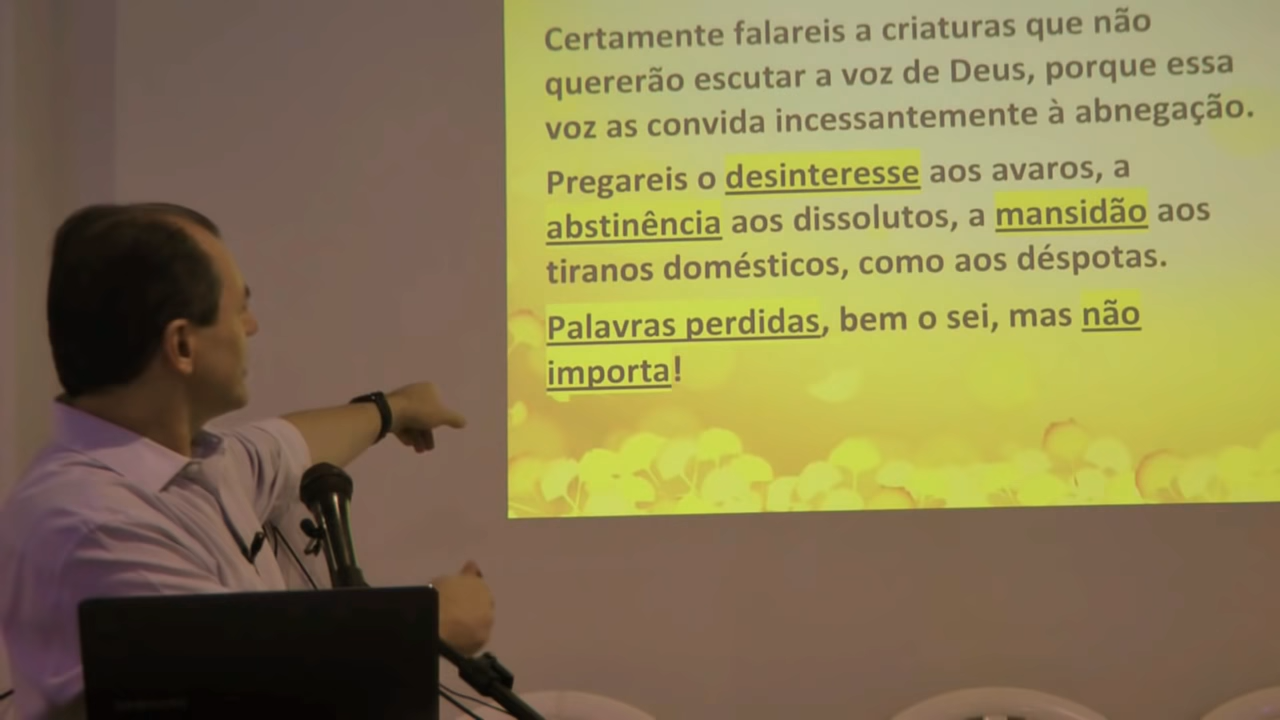 Certamente falareis a criaturas que não
quererão escutar a voz de Deus, porque essa
voz as convida incessantemente à abnegação.
Pregareis o desinteresse aos avaros, a
abstinência aos dissolutos, a mansidão aos
tiranos domésticos, como aos déspotas.
Palavras perdidas, bem o sei, mas não
importa!